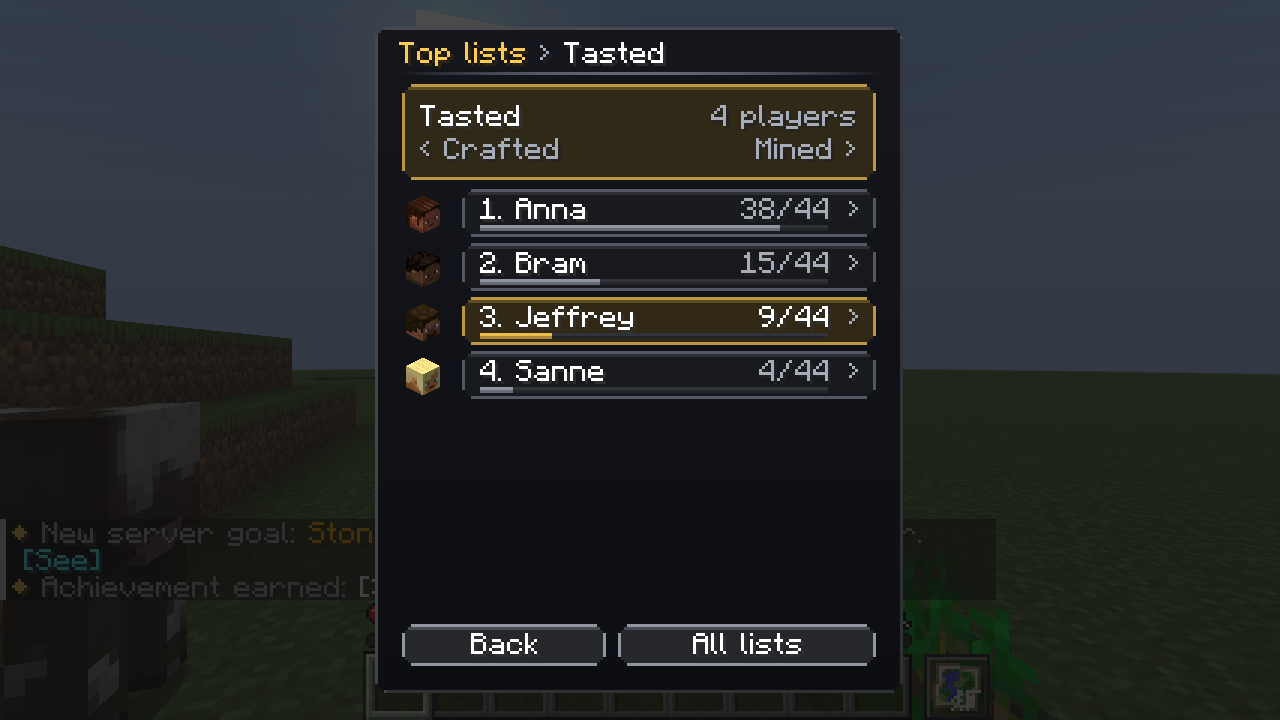 Top lists > Tasted
Tasted 4 players
< Crafted Mined >
1. Anna 38/44 >
2. Bram 15/44 >
3. Jeffrey 9/44 >
4. Sanne 4/44 >
New server goal: Ston
[See]
Achievement earned: [
Back All lists